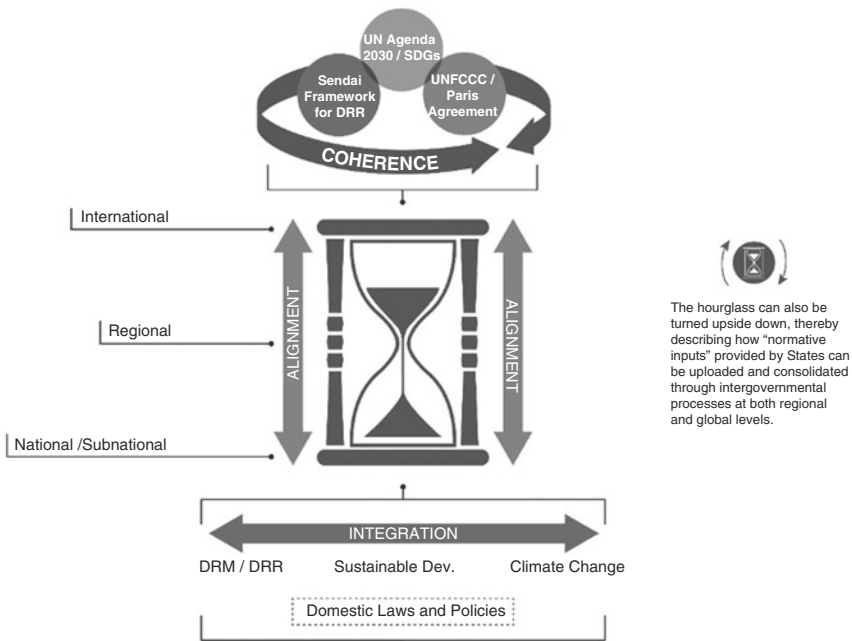 UN Agenda
2030 / SDGs
Sendai
Framework
for DRR
UNFCCC /
Paris
Agreement
COHERENCE
International
Regional
National /Subnational
ALIGNMENT
ALIGNMENT
The hourglass can also be
turned upside down, thereby
describing how “normative
inputs” provided by States can
be uploaded and consolidated
through intergovernmental
processes at both regional
and global levels.
INTEGRATION
DRM / DRR
Sustainable Dev.
Climate Change
Domestic Laws and Policies